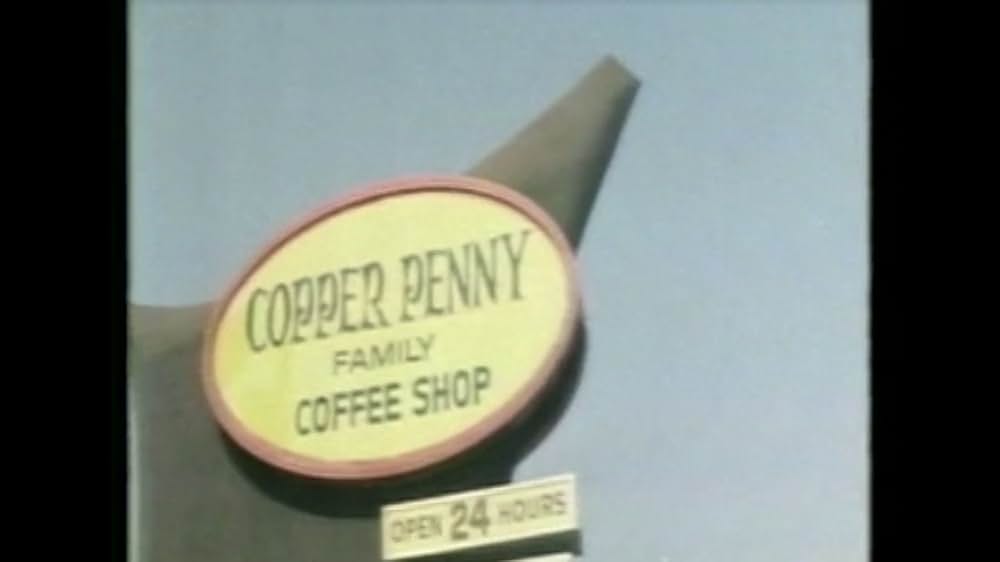 COPPER PENNY
FAMILY
COFFEE SHOP
OPEN 24 HOURS